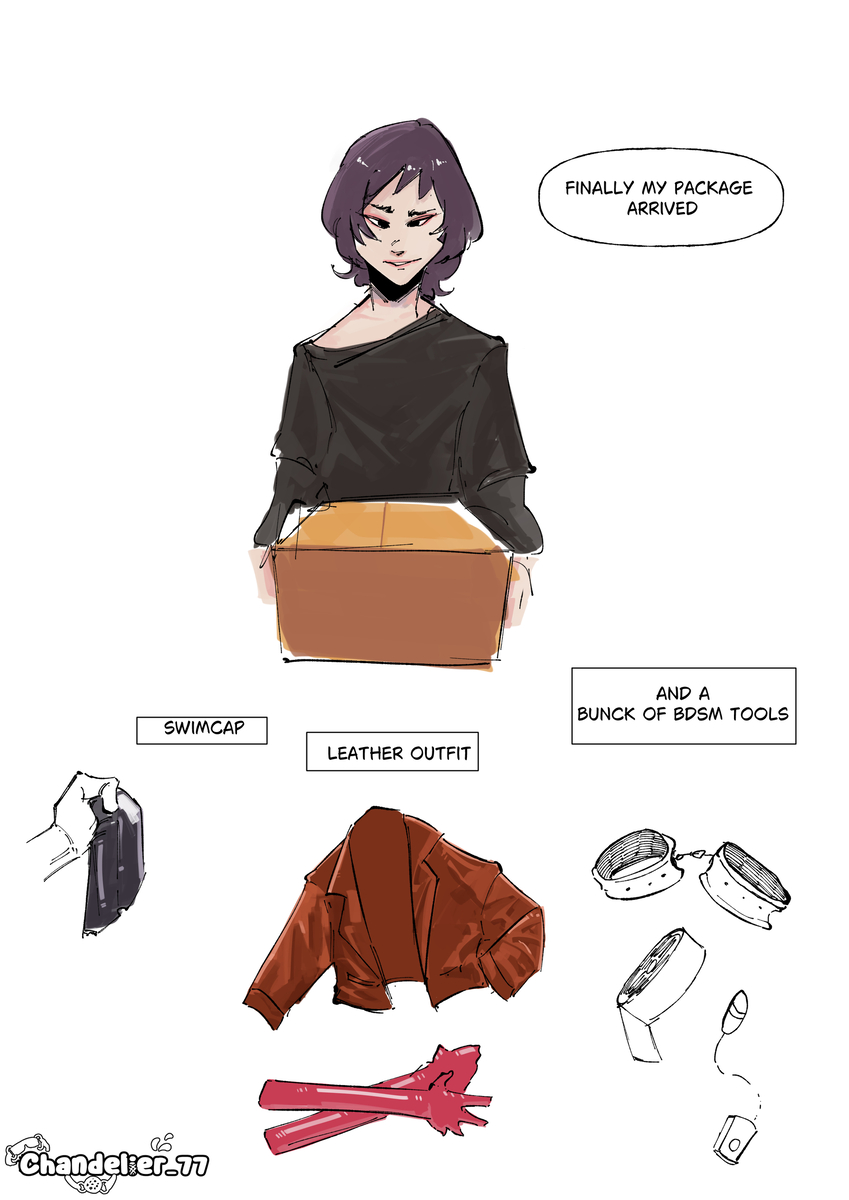 FINALLY MY PACKAGE
ARRIVED
SWIMCAP
LEATHER OUTFIT
AND A
BUNCK OF BDSM TOOLS
Chandelier_77